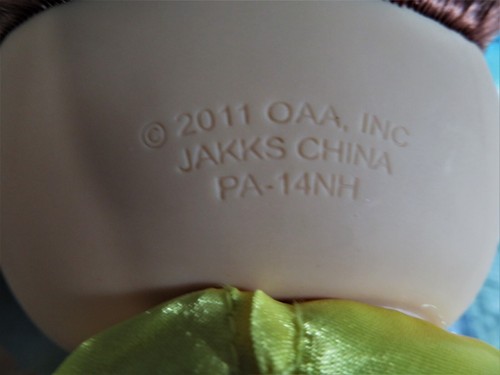 © 2011 OAA, INC
JAKKS CHINA
PA-14NH